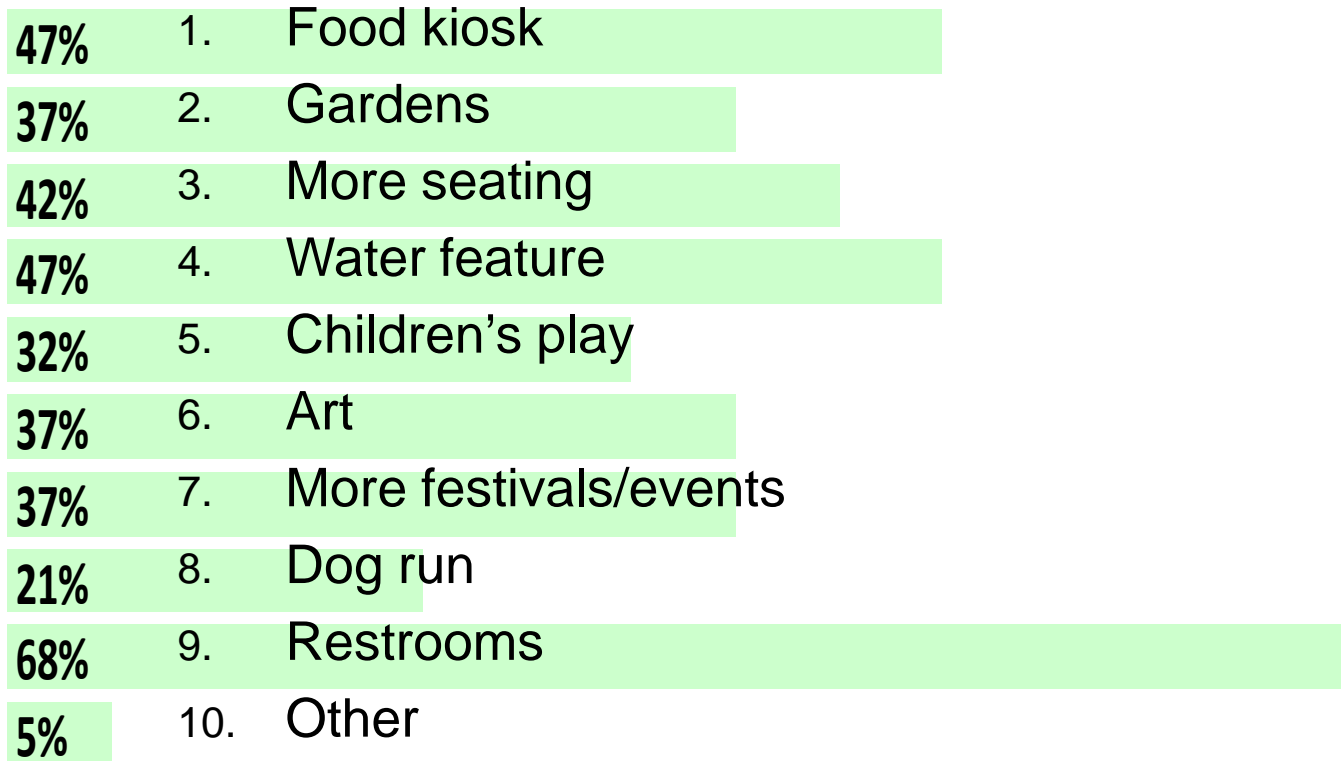 47% 1. Food kiosk
37% 2. Gardens
42% 3. More seating
47% 4. Water feature
32% 5. Children’s play
37% 6. Art
37% 7. More festivals/events
21% 8. Dog run
68% 9. Restrooms
5% 10. Other